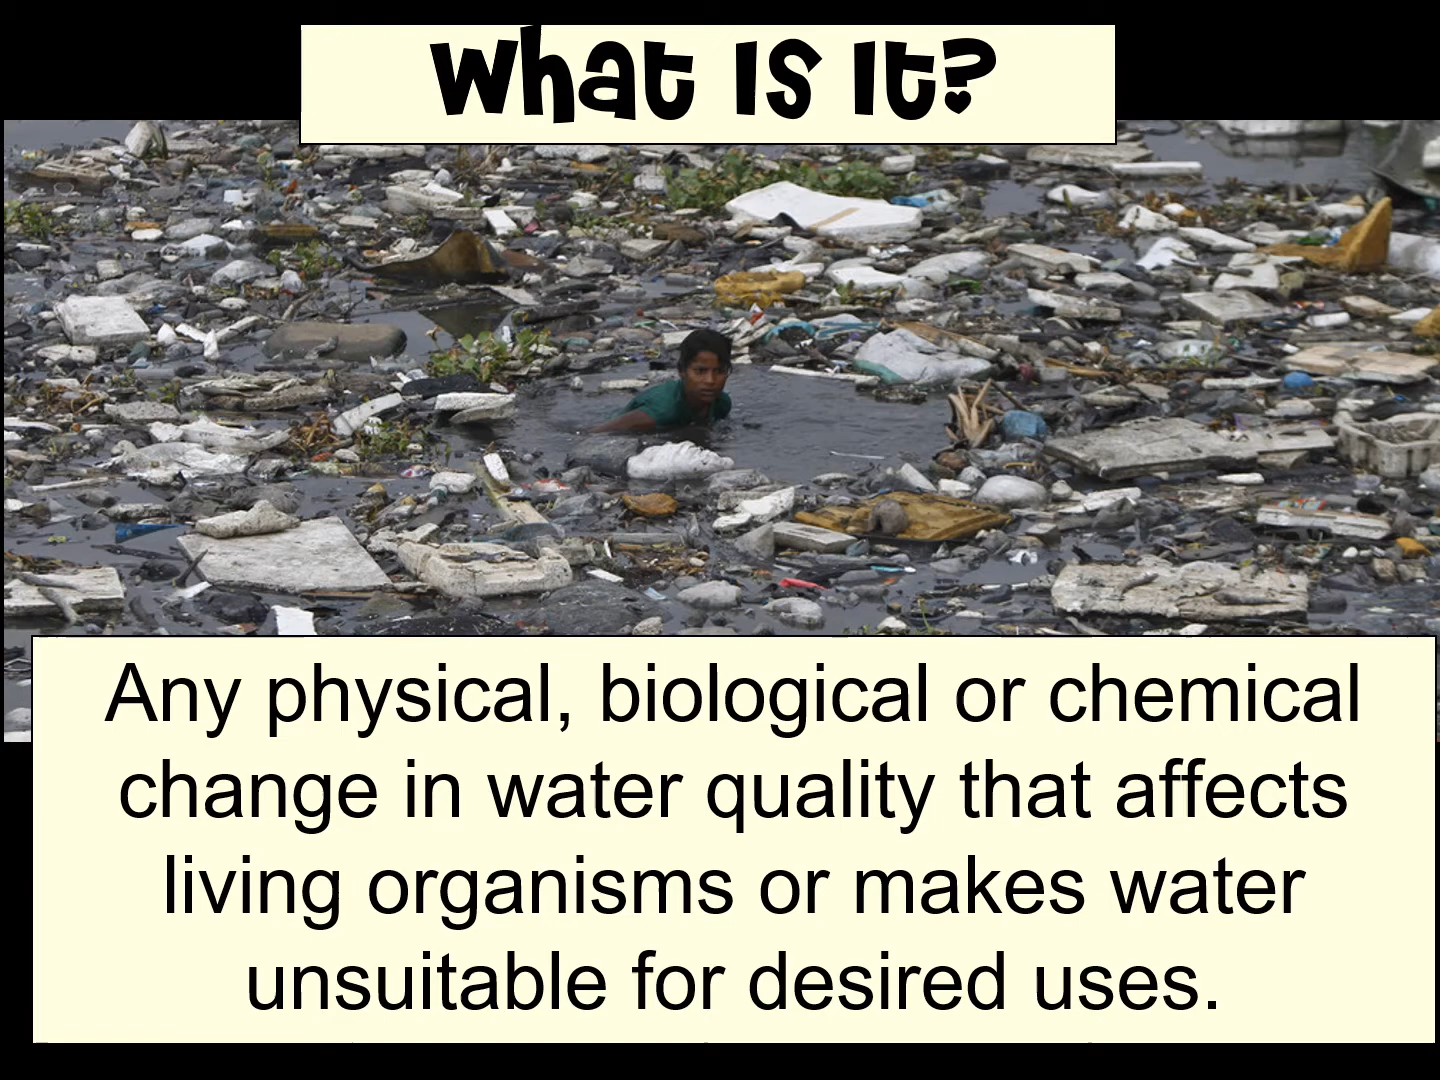 What Is It?
Any physical, biological or chemical
change in water quality that affects
living organisms or makes water
unsuitable for desired uses.